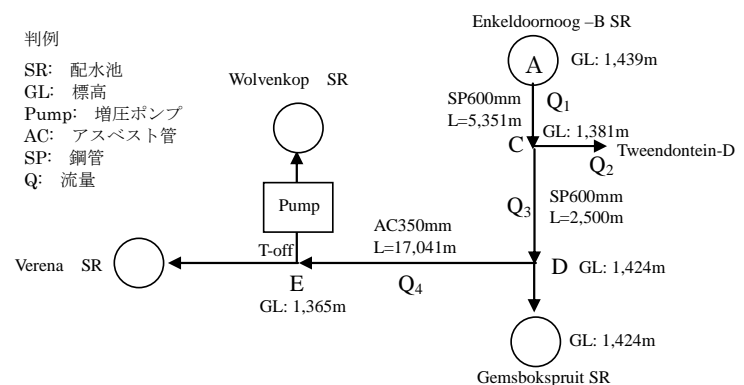 判例
SR: 配水池
GL: 標高
Pump: 増圧ポンプ
AC: アスベスト管
SP: 鋼管
Q: 流量
Enkeldoornoog –B SR
A
GL: 1,439m
Wolvenkop SR
SP600mm
L=5,351m
Q1
C
GL: 1,381m
Q2
Tweendontein-D
Pump
Q3
SP600mm
L=2,500m
AC350mm
L=17,041m
T-off
Verena SR
E
GL: 1,365m
Q4
D
GL: 1,424m
GL: 1,424m
Gemsbokspruit SR